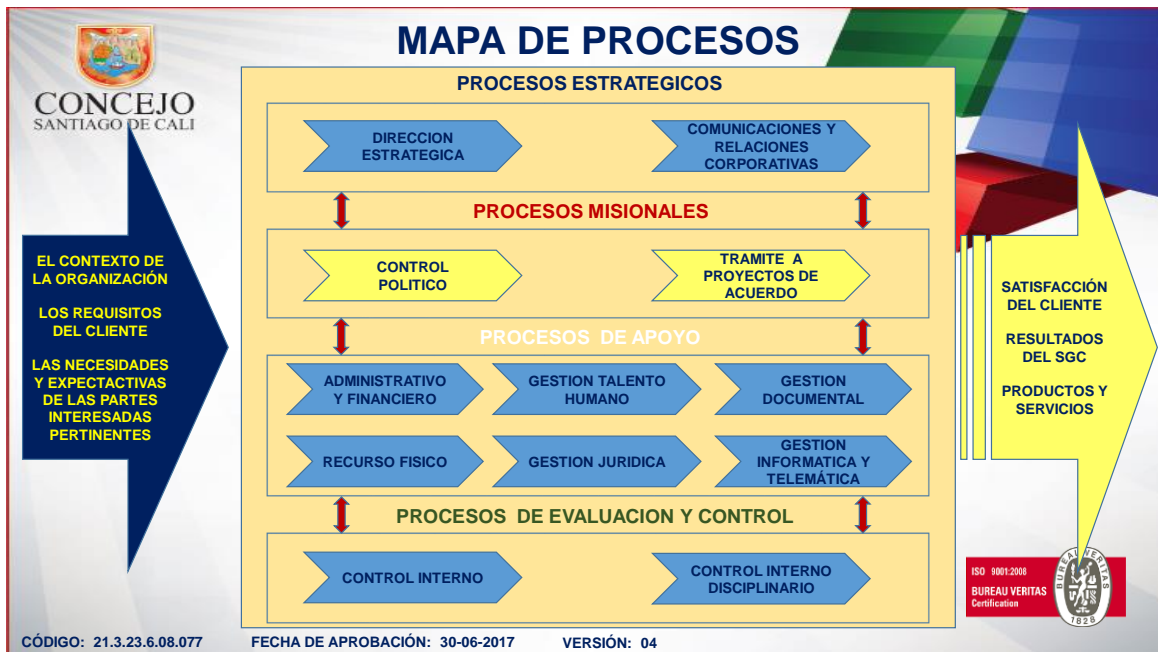 MAPA DE PROCESOS
CONCEJO
SANTIAGO DE CALI
EL CONTEXTO DE
LA ORGANIZACIÓN
LOS REQUISITOS
DEL CLIENTE
LAS NECESIDADES
Y EXPECTACTIVAS
DE LAS PARTES
INTERESADAS
PERTINENTES
PROCESOS ESTRATEGICOS
DIRECCION
ESTRATEGICA
COMUNICACIONES Y
RELACIONES
CORPORATIVAS
PROCESOS MISIONALES
CONTROL
POLITICO
TRAMITE A
PROYECTOS DE
ACUERDO
PROCESOS DE APOYO
ADMINISTRATIVO
Y FINANCIERO
GESTION TALENTO
HUMANO
GESTION
DOCUMENTAL
RECURSO FISICO
GESTION JURIDICA
GESTION
INFORMATICA Y
TELEMÁTICA
PROCESOS DE EVALUACION Y CONTROL
CONTROL INTERNO
CONTROL INTERNO
DISCIPLINARIO
SATISFACCIÓN
DEL CLIENTE
RESULTADOS
DEL SGC
PRODUCTOS Y
SERVICIOS
ISO 9001:2008
BUREAU VERITAS
Certification
BUREAU VERITAS
1828
CÓDIGO: 21.3.23.6.08.077 FECHA DE APROBACIÓN: 30-06-2017 VERSIÓN: 04